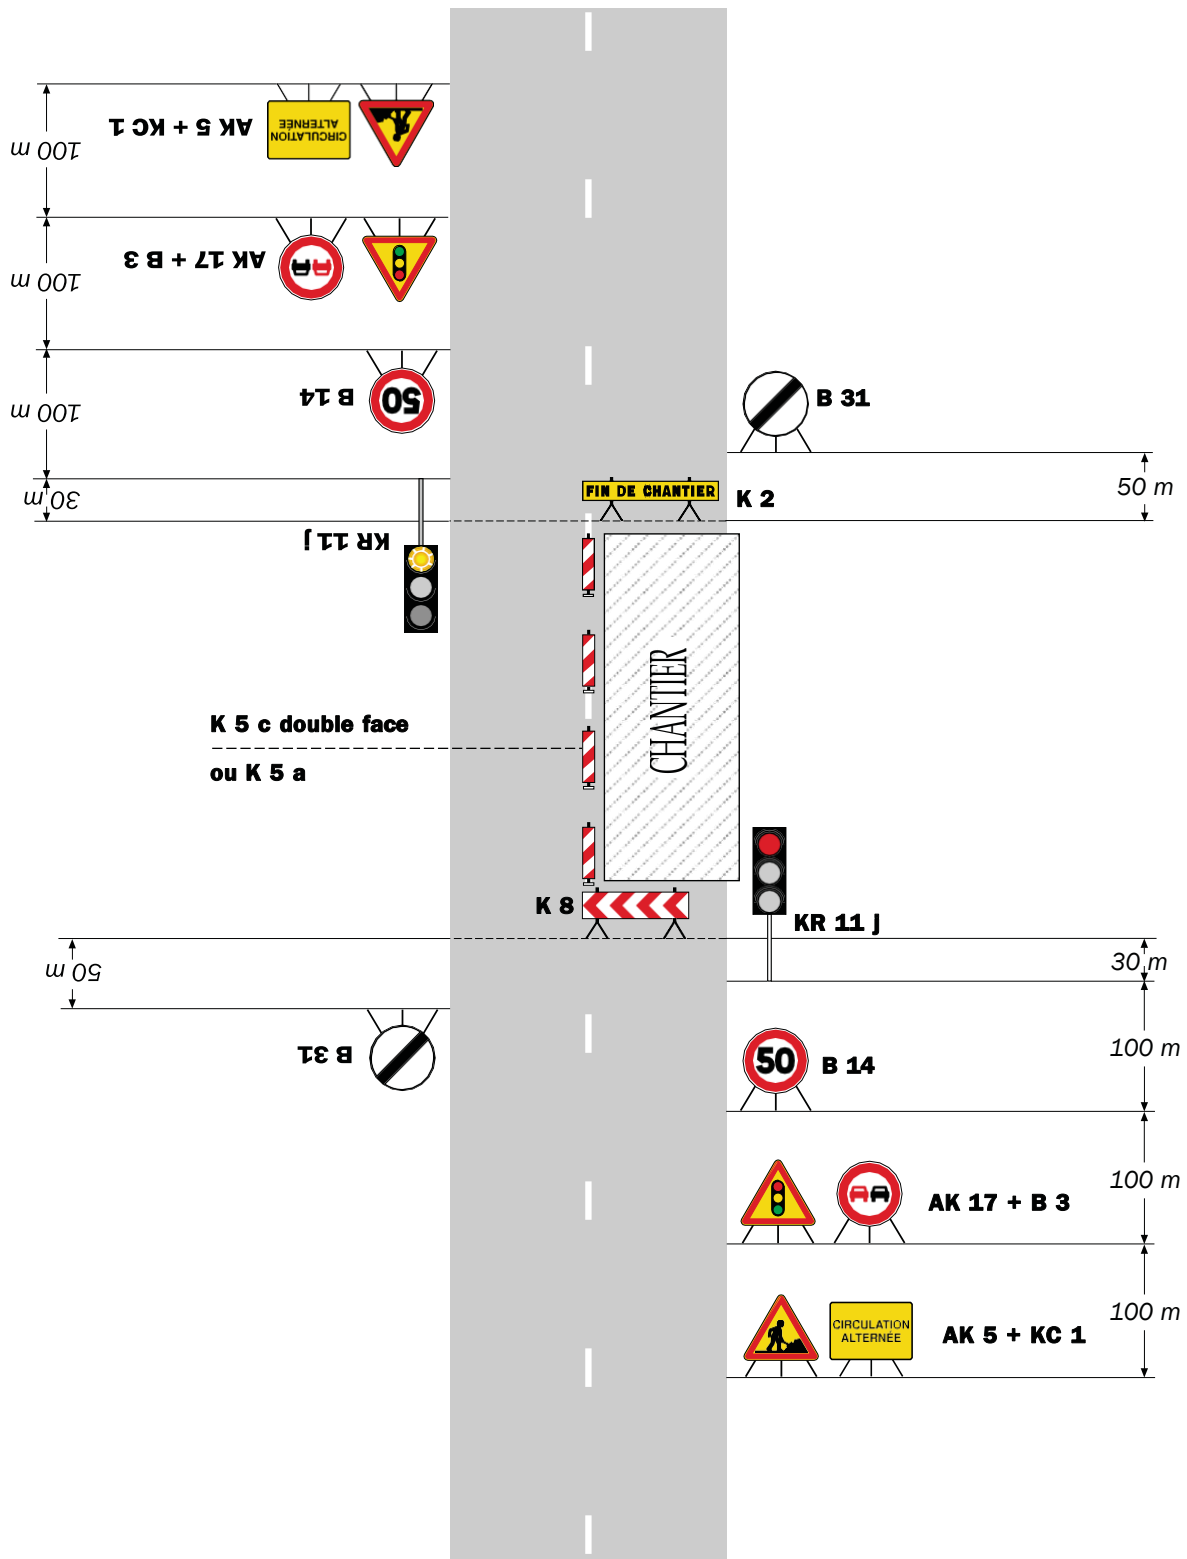 AK 5 + KC 1
CIRCULATION
ALTERNÉE
100 m
AK 17 + B 3
100 m
B 14
50
100 m
B 31
30 m
FIN DE CHANTIER
K 2
50 m
KR 11 j
CHANTIER
K 5 c double face
ou K 5 a
K 8
KR 11 j
50 m
30 m
B 31
50
B 14
100 m
AK 17 + B 3
100 m
CIRCULATION
ALTERNÉE
AK 5 + KC 1
100 m